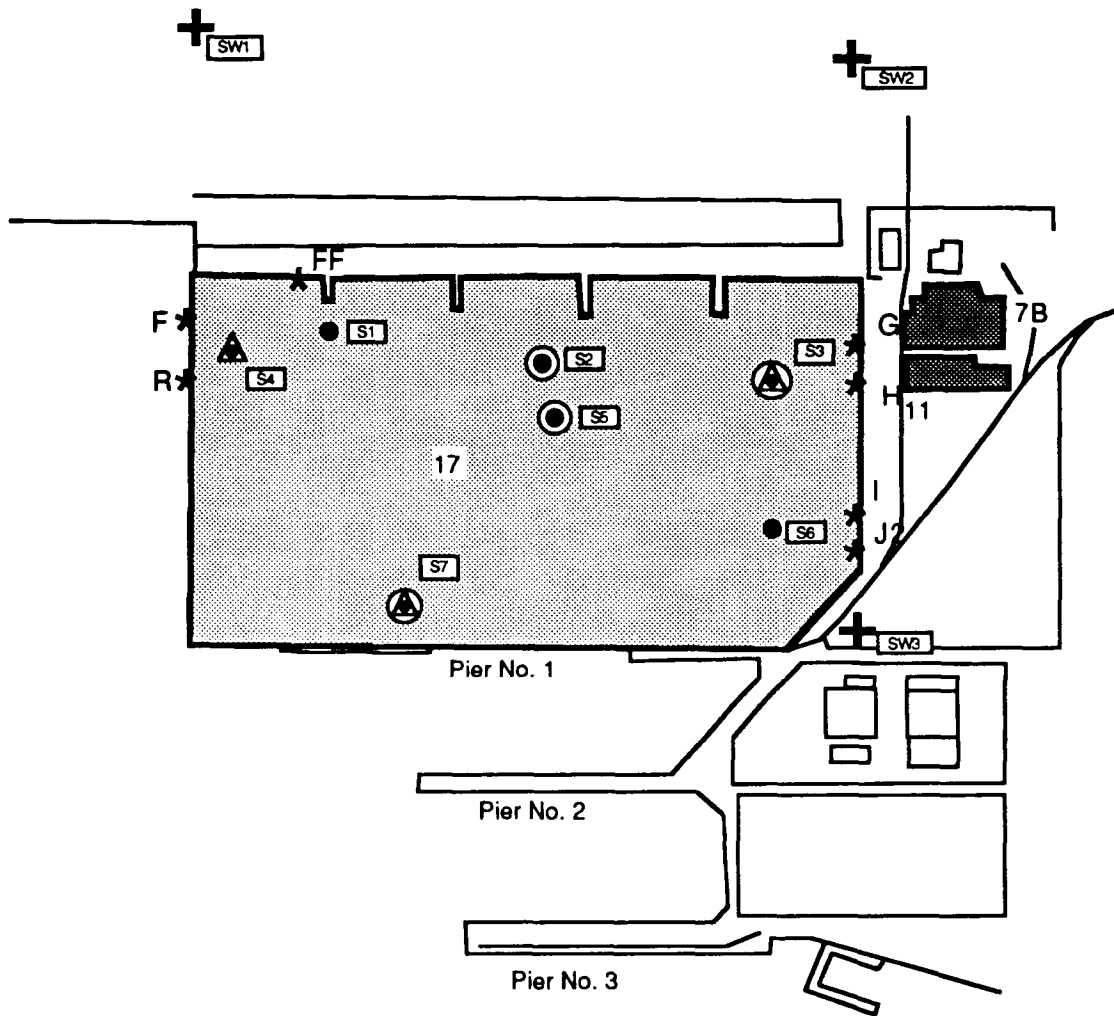 SW1
SW2
FF
F
S1
G
7B
S4
R
S2
S3
H
11
S5
17
I
S6
J2
S7
SW3
Pier No. 1
Pier No. 2
Pier No. 3